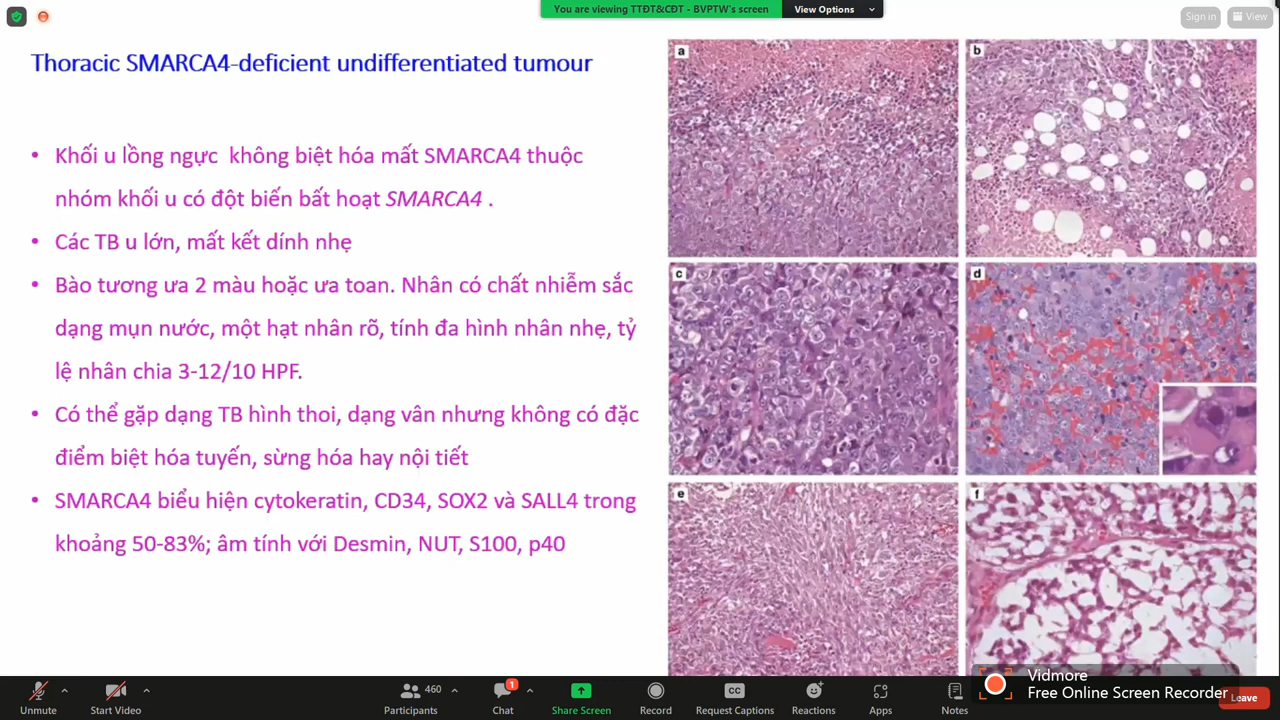 You are viewing TTĐT&CĐT - BVPTW's screen
View Options
Sign in
View
Thoracic SMARCA4-deficient undifferentiated tumour
• Khối u lồng ngực không biệt hóa mất SMARCA4 thuộc
nhóm khối u có đột biến bất hoạt SMARCA4 .
• Các TB u lớn, mất kết dính nhẹ
• Bào tương ưa 2 màu hoặc ưa toan. Nhân có chất nhiễm sắc
dạng mụn nước, một hạt nhân rõ, tính đa hình nhân nhẹ, tỷ
lệ nhân chia 3-12/10 HPF.
• Có thể gặp dạng TB hình thoi, dạng vân nhưng không có đặc
điểm biệt hóa tuyến, sừng hóa hay nội tiết
• SMARCA4 biểu hiện cytokeratin, CD34, SOX2 và SALL4 trong
khoảng 50-83%; âm tính với Desmin, NUT, S100, p40
a
b
c
d
e
f
Vidmore
Free Online Screen Recorder
Unmute
Start Video
460
Participants
1
Chat
Share Screen
Record
CC
Request Captions
Reactions
Apps
Notes
Leave